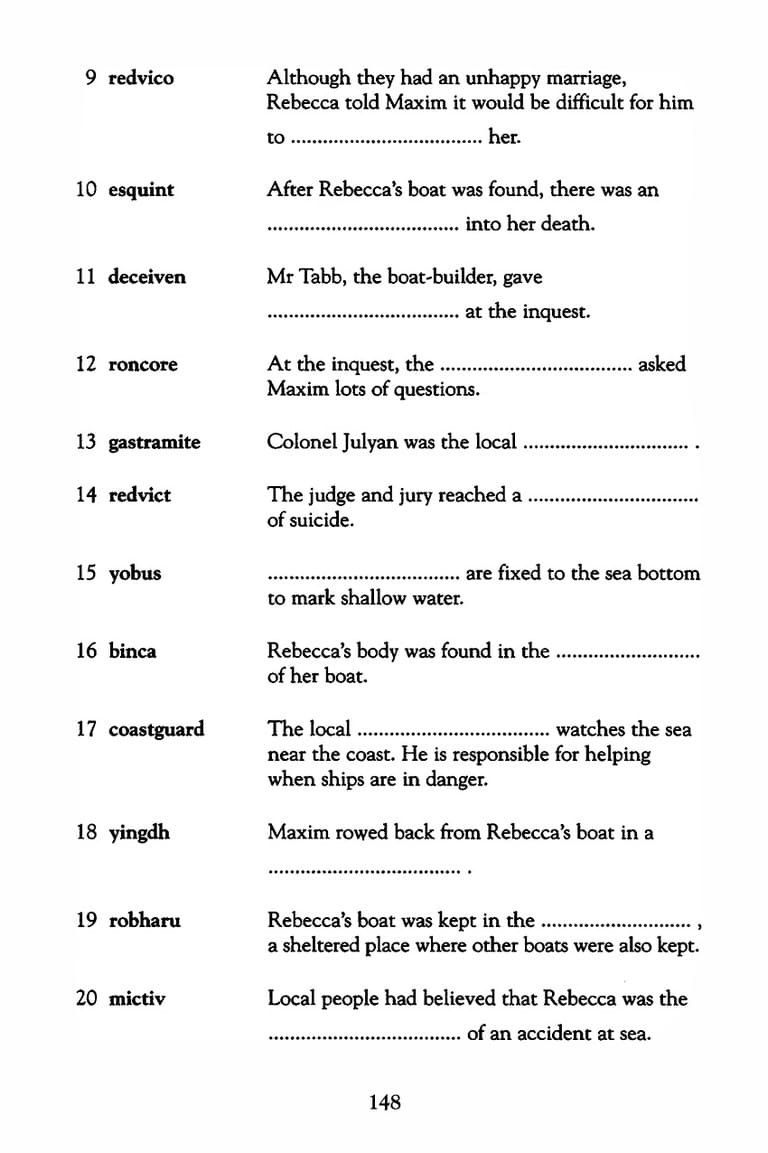 9 redvico Although they had an unhappy marriage,
Rebecca told Maxim it would be difficult for him
to .................................... her.
10 esquint After Rebecca's boat was found, there was an
.................................... into her death.
11 deceiven Mr Tabb, the boat-builder, gave
.................................... at the inquest.
12 roncore At the inquest, the .................................... asked
Maxim lots of questions.
13 gastramite Colonel Julyan was the local ............................... .
14 redvict The judge and jury reached a ................................
of suicide.
15 yobus .................................... are fixed to the sea bottom
to mark shallow water.
16 binca Rebecca's body was found in the ...........................
of her boat.
17 coastguard The local .................................... watches the sea
near the coast. He is responsible for helping
when ships are in danger.
18 yingdh Maxim rowed back from Rebecca's boat in a
.................................... .
19 robharu Rebecca's boat was kept in the ............................ ,
a sheltered place where other boats were also kept.
20 mictiv Local people had believed that Rebecca was the
.................................... of an accident at sea.
148